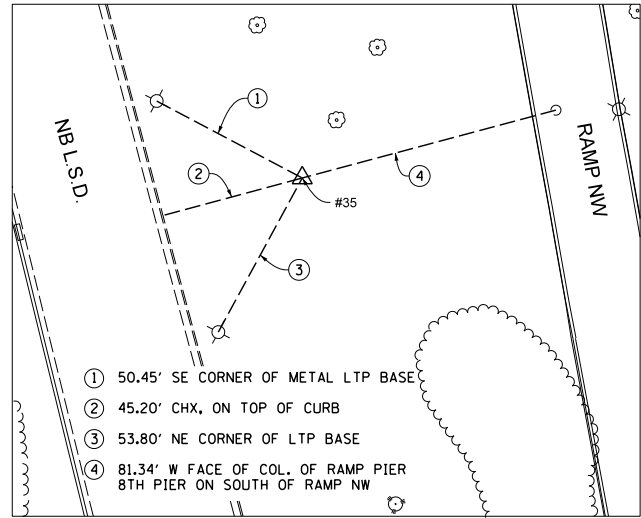 NB L.S.D.
RAMP NW
1
2
3
4
#35
1 50.45' SE CORNER OF METAL LTP BASE
2 45.20' CHX, ON TOP OF CURB
3 53.80' NE CORNER OF LTP BASE
4 81.34' W FACE OF COL. OF RAMP PIER
8TH PIER ON SOUTH OF RAMP NW